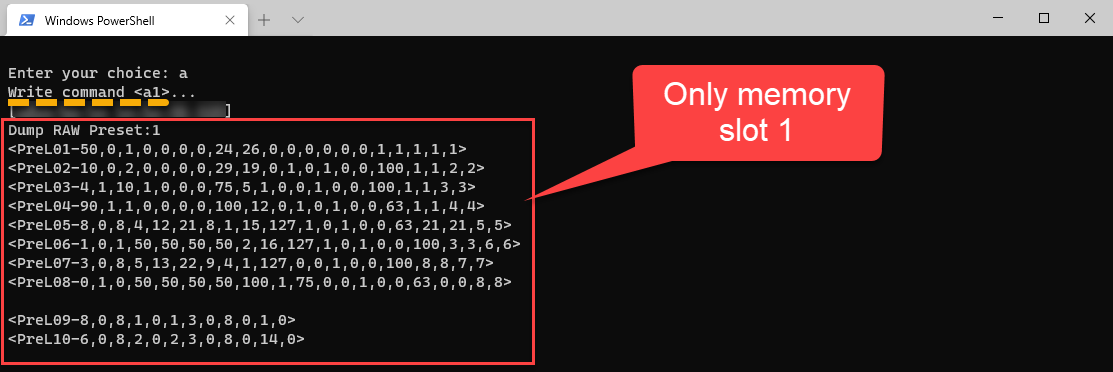 Windows PowerShell
Enter your choice: a
Write command <a1>...
]
Dump RAW Preset:1
<PreL01-50,0,1,0,0,0,0,24,26,0,0,0,0,0,0,1,1,1,1,1>
<PreL02-10,0,2,0,0,0,0,29,19,0,1,0,1,0,0,100,1,1,2,2>
<PreL03-4,1,10,1,0,0,0,75,5,1,0,0,1,0,0,100,1,1,3,3>
<PreL04-90,1,1,0,0,0,0,100,12,0,1,0,1,0,0,63,1,1,4,4>
<PreL05-8,0,8,4,12,21,8,1,15,127,1,0,1,0,0,63,21,21,5,5>
<PreL06-1,0,1,50,50,50,50,2,16,127,1,0,1,0,0,100,3,3,6,6>
<PreL07-3,0,8,5,13,22,9,4,1,127,0,0,1,0,0,100,8,8,7,7>
<PreL08-0,1,0,50,50,50,50,100,1,75,0,0,1,0,0,63,0,0,8,8>
<PreL09-8,0,8,1,0,1,3,0,8,0,1,0>
<PreL10-6,0,8,2,0,2,3,0,8,0,14,0>
Only memory
slot 1